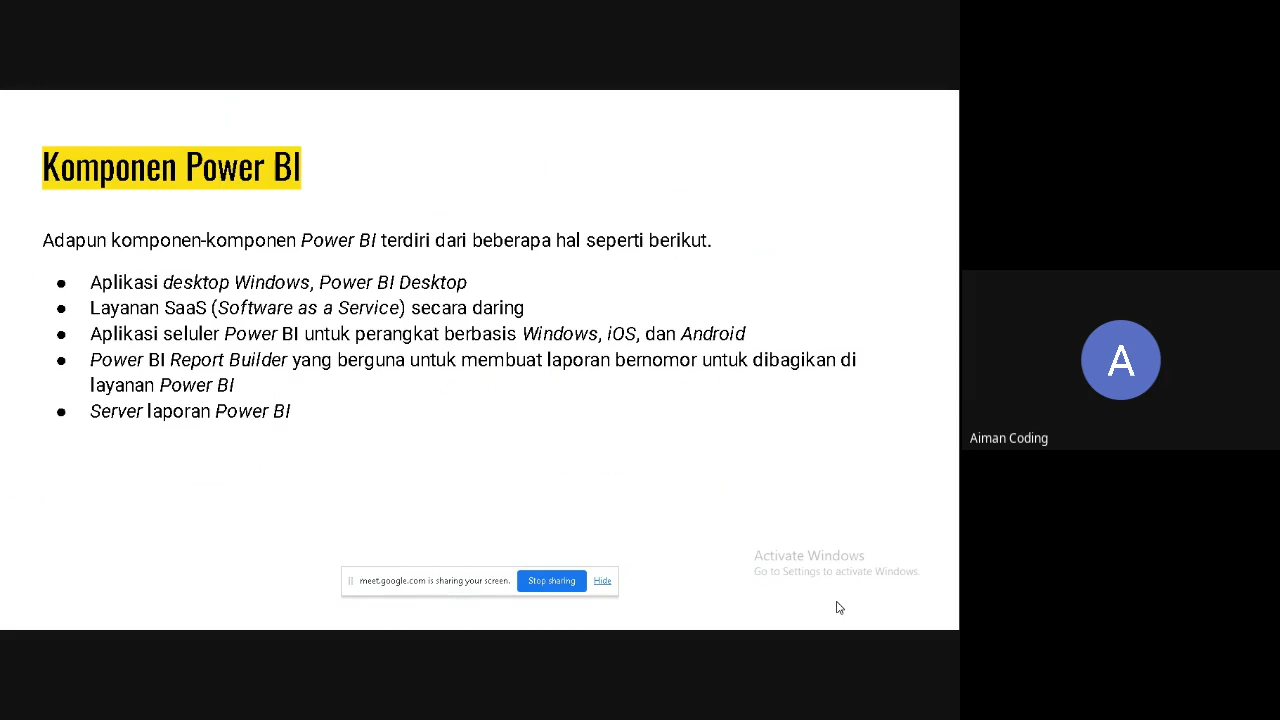 Komponen Power BI
Adapun komponen-komponen Power BI terdiri dari beberapa hal seperti berikut.
● Aplikasi desktop Windows, Power BI Desktop
● Layanan SaaS (Software as a Service) secara daring
● Aplikasi seluler Power BI untuk perangkat berbasis Windows, iOS, dan Android
● Power BI Report Builder yang berguna untuk membuat laporan bernomor untuk dibagikan di
layanan Power BI
● Server laporan Power BI
A
Aiman Coding
Activate Windows
Go to Settings to activate Windows.
meet.google.com is sharing your screen. Stop sharing Hide